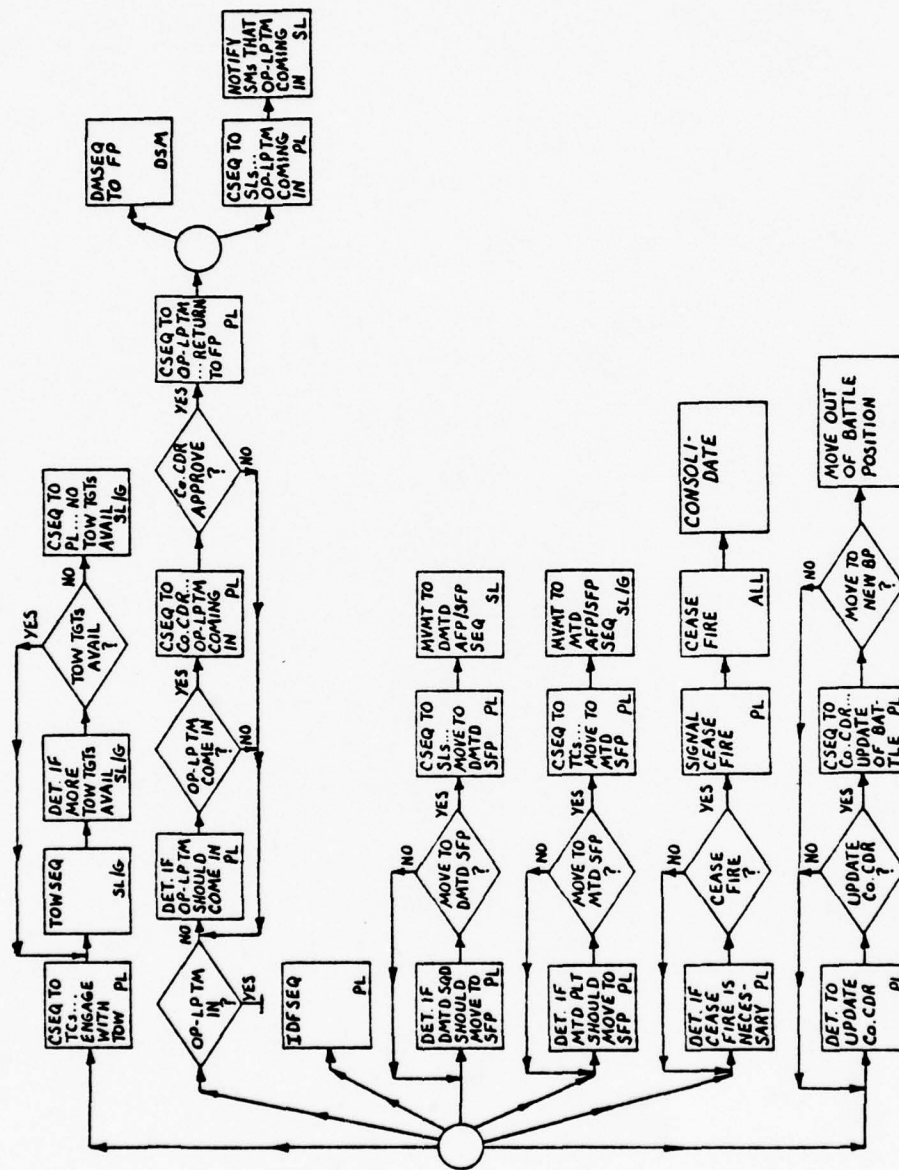 CSEQ TO
TCs...
ENGAGE
WITH
TOW PL
TOWSEQ
SL/G
DET. IF
MORE
TOW TGTs
AVAIL
SL/G
TOW TGTs
AVAIL
?
YES
NO
CSEQ TO
PL... NO
TOW TGTs
AVAIL
SL/G
OP-LPTM
IN?
YES
NO
DET. IF
OP-LPTM
SHOULD
COME IN
PL
OP-LPTM
COME IN
?
YES
NO
CSEQ TO
Co.CDR...
OP-LPTM
COMING
IN PL
Co.CDR
APPROVE
?
YES
NO
CSEQ TO
OP-LPTM
...RETURN
TO FP
PL
DMSEQ
TO FP
DSM
CSEQ TO
SLs...
OP-LPTM
COMING
IN PL
NOTIFY
SMs THAT
OP-LPTM
COMING
IN SL
IDFSEQ
PL
DET. IF
DMTD SQD
SHOULD
MOVE TO
SFP PL
MOVE TO
DMTD SFP
?
NO
YES
CSEQ TO
SLs...
MOVE TO
DMTD
SFP PL
MVMT TO
DMTD
AFP/SFP
SEQ SL
DET. IF
MTD PLT
SHOULD
MOVE TO
SFP PL
MOVE TO
MTD SFP
?
NO
YES
CSEQ TO
TCs...
MOVE TO
MTD
SFP PL
MVMT TO
MTD
AFP/SFP
SEQ SL/G
DET. IF
CEASE
FIRE IS
NECES-
SARY PL
CEASE
FIRE
?
NO
YES
SIGNAL
CEASE
FIRE
PL
CEASE
FIRE
ALL
CONSOLI-
DATE
DET. TO
UPDATE
Co.CDR
PL
UPDATE
Co.CDR
?
NO
YES
CSEQ TO
Co.CDR...
UPDATE
OF BAT-
TLE PL
MOVE TO
NEW BP
?
NO
MOVE OUT
OF BATTLE
POSITION